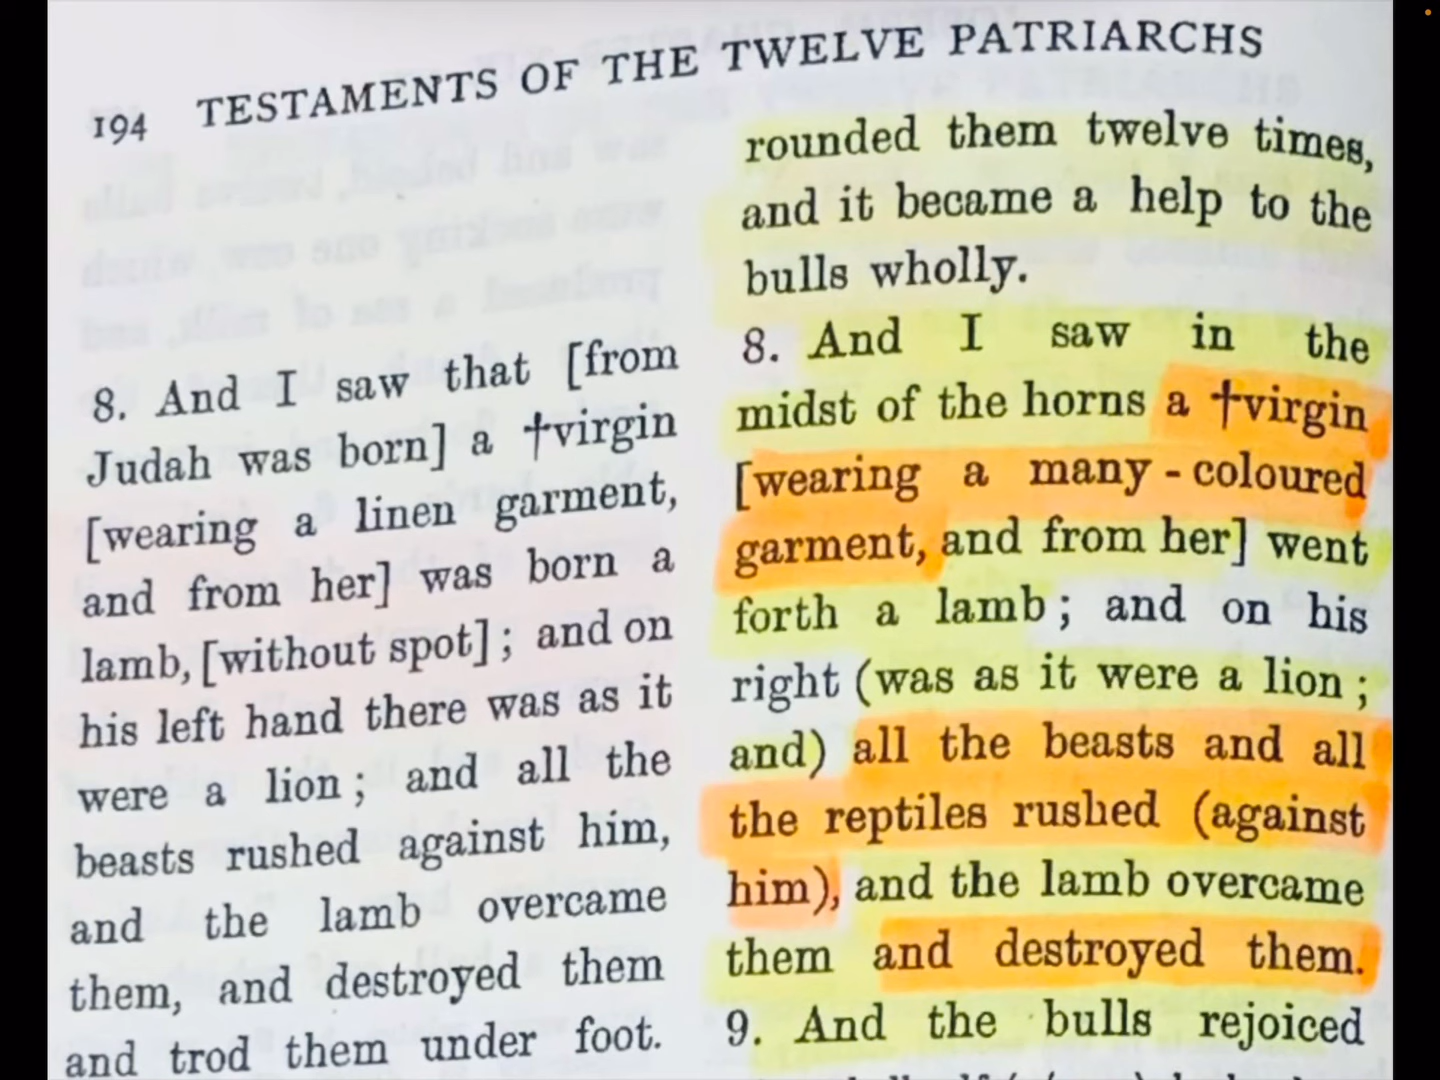 194 TESTAMENTS OF THE TWELVE PATRIARCHS
8. And I saw that [from
Judah was born] a †virgin
[wearing a linen garment,
and from her] was born a
lamb, [without spot]; and on
his left hand there was as it
were a lion; and all the
beasts rushed against him,
and the lamb overcame
them, and destroyed them
and trod them under foot.
rounded them twelve times,
and it became a help to the
bulls wholly.
8. And I saw in the
midst of the horns a †virgin
[wearing a many-coloured
garment, and from her] went
forth a lamb; and on his
right (was as it were a lion;
and) all the beasts and all
the reptiles rushed (against
him), and the lamb overcame
them and destroyed them.
9. And the bulls rejoiced